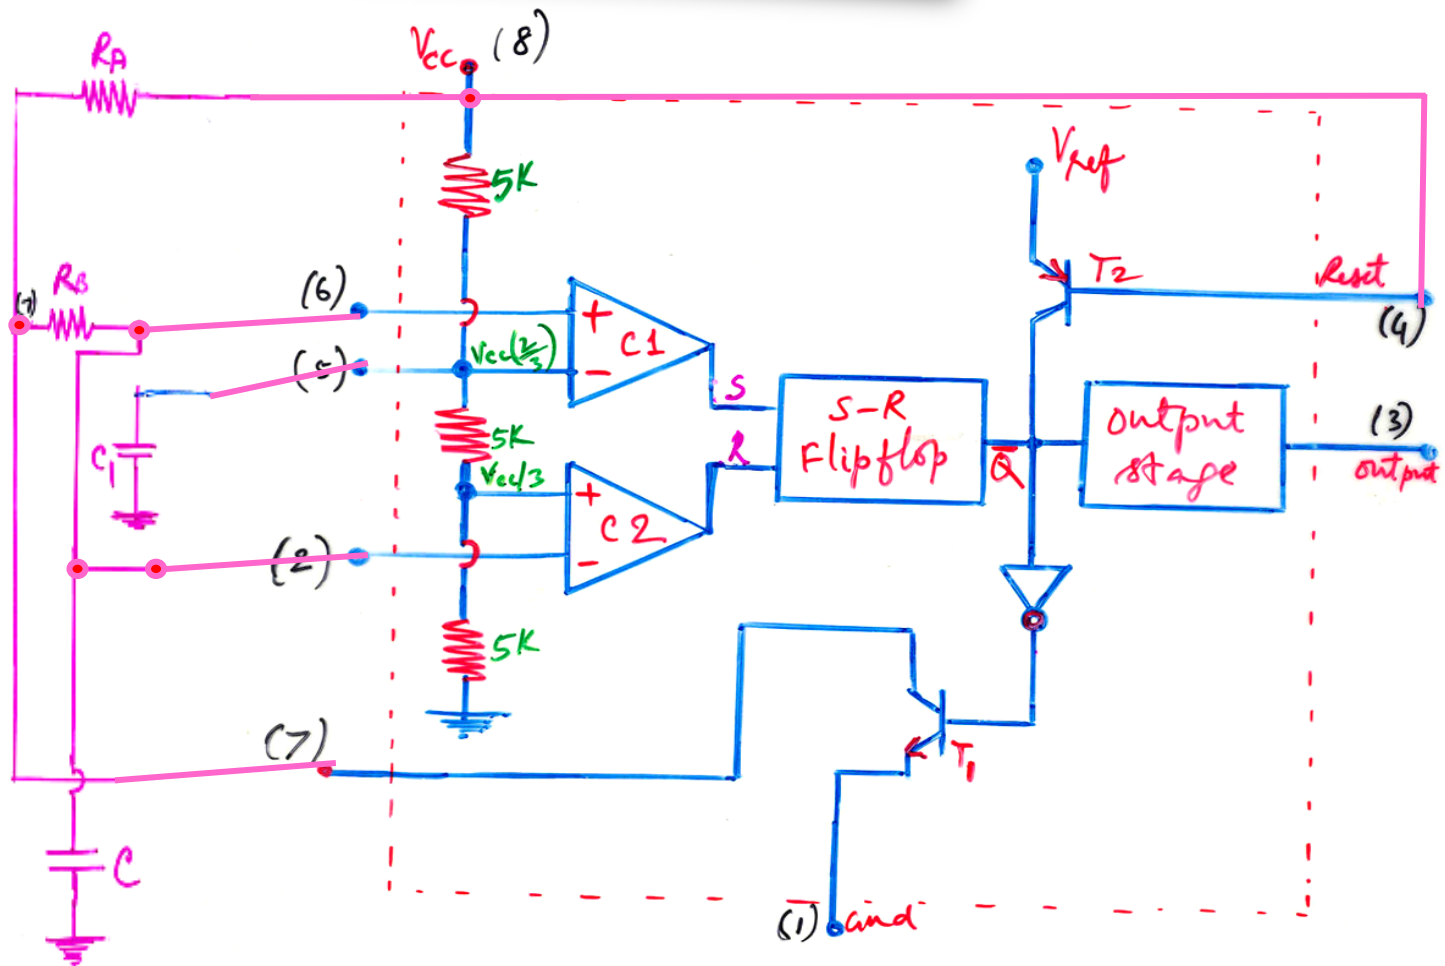 RA
Vcc (8)
5K
Vref
T2
Reset
(4)
RB
(7)
(6)
(5)
Vcc(2/3)
+
C1
-
S
S-R
Flipflop
R
Q̅
output
stage
(3)
output
C1
5K
Vcc/3
+
C2
-
(2)
5K
(7)
T1
C
(1) Gnd